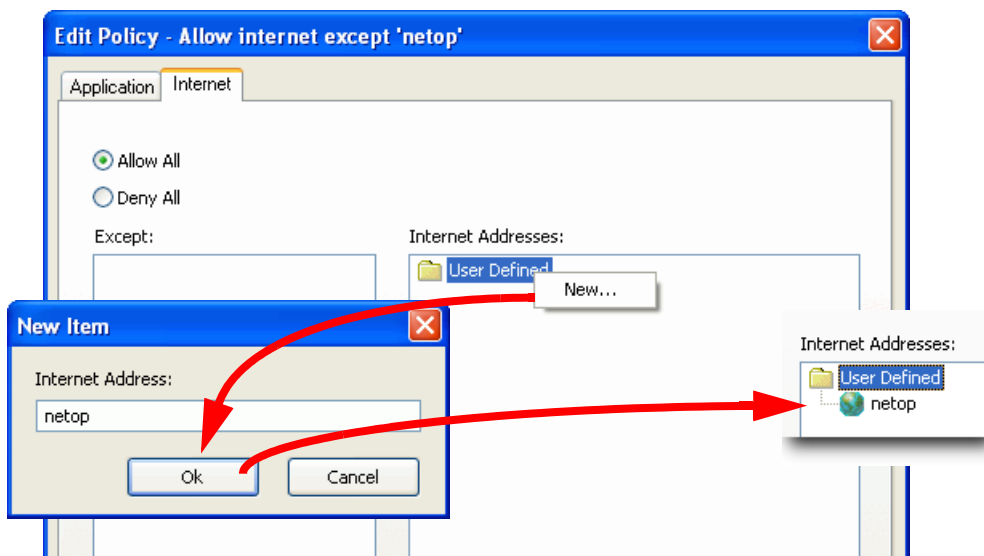 Edit Policy - Allow internet except 'netop'
Application
Internet
Allow All
Deny All
Except:
Internet Addresses:
User Defined
New...
New Item
Internet Address:
netop
Ok
Cancel
Internet Addresses:
User Defined
netop